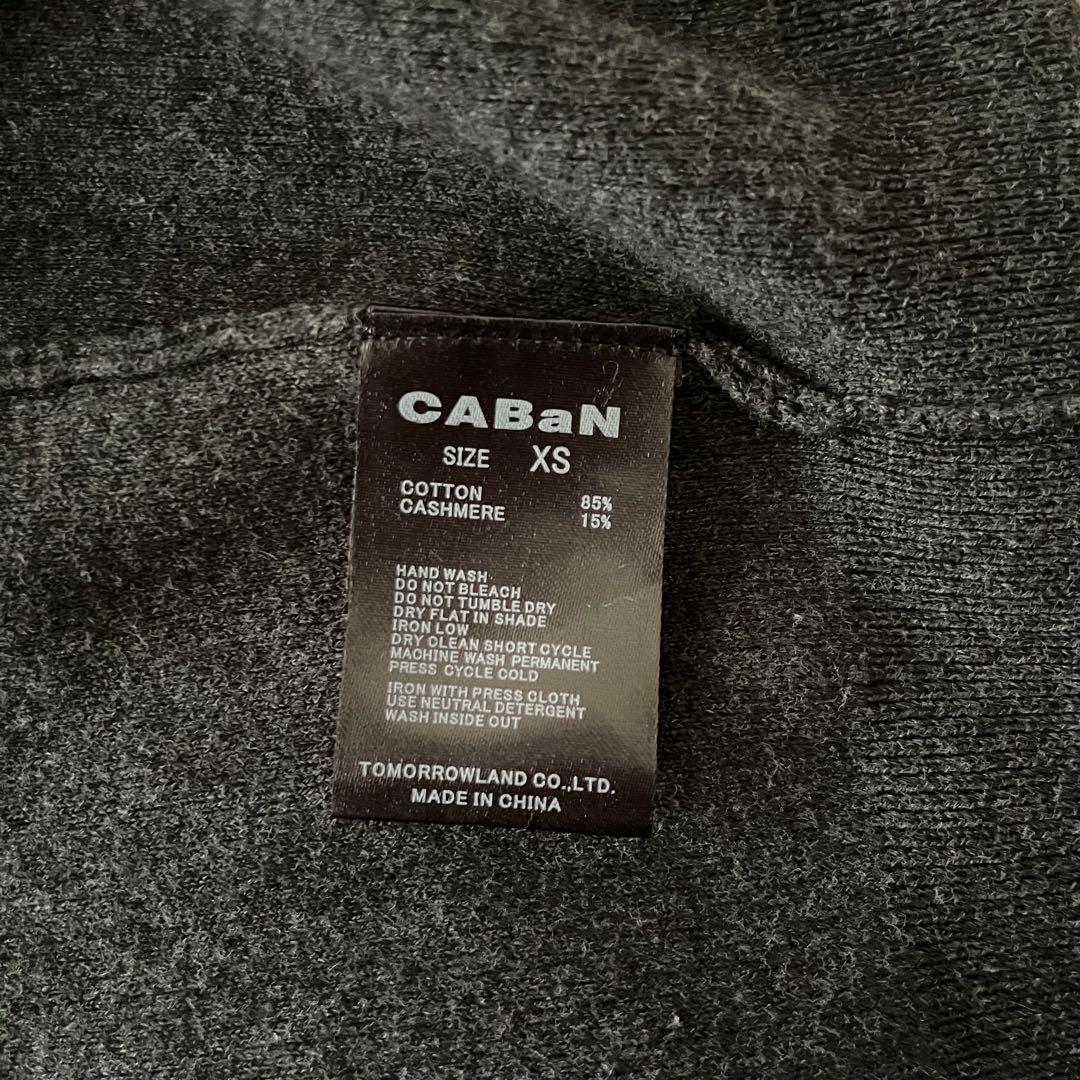 CABaN
SIZE XS
COTTON 85%
CASHMERE 15%
HAND WASH
DO NOT BLEACH
DO NOT TUMBLE DRY
DRY FLAT IN SHADE
IRON LOW
DRY CLEAN SHORT CYCLE
MACHINE WASH PERMANENT
PRESS CYCLE COLD
IRON WITH PRESS CLOTH
USE NEUTRAL DETERGENT
WASH INSIDE OUT
TOMORROWLAND CO.,LTD.
MADE IN CHINA